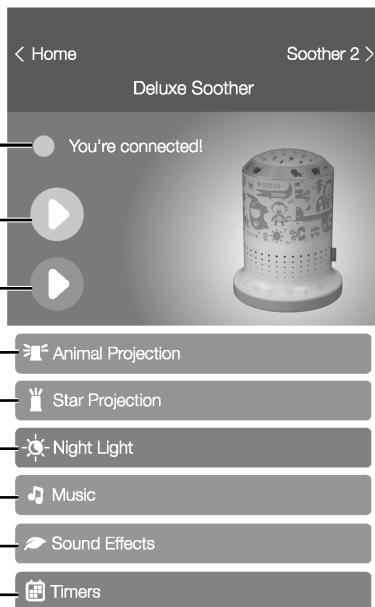 Home
Soother 2
Deluxe Soother
You're connected!
Animal Projection
Star Projection
Night Light
Music
Sound Effects
Timers